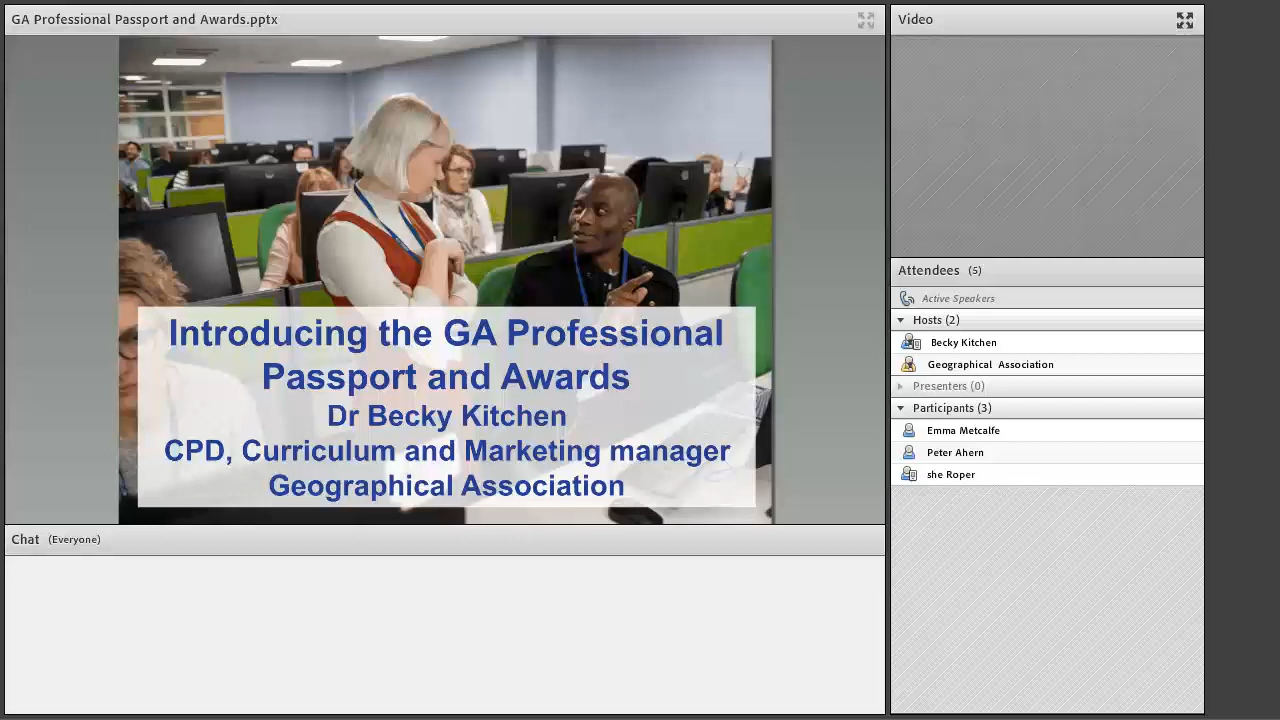 GA Professional Passport and Awards.pptx
Introducing the GA Professional
Passport and Awards
Dr Becky Kitchen
CPD, Curriculum and Marketing manager
Geographical Association
Chat (Everyone)
Video
Attendees (5)
Active Speakers
Hosts (2)
Becky Kitchen
Geographical Association
Presenters (0)
Participants (3)
Emma Metcalfe
Peter Ahern
she Roper